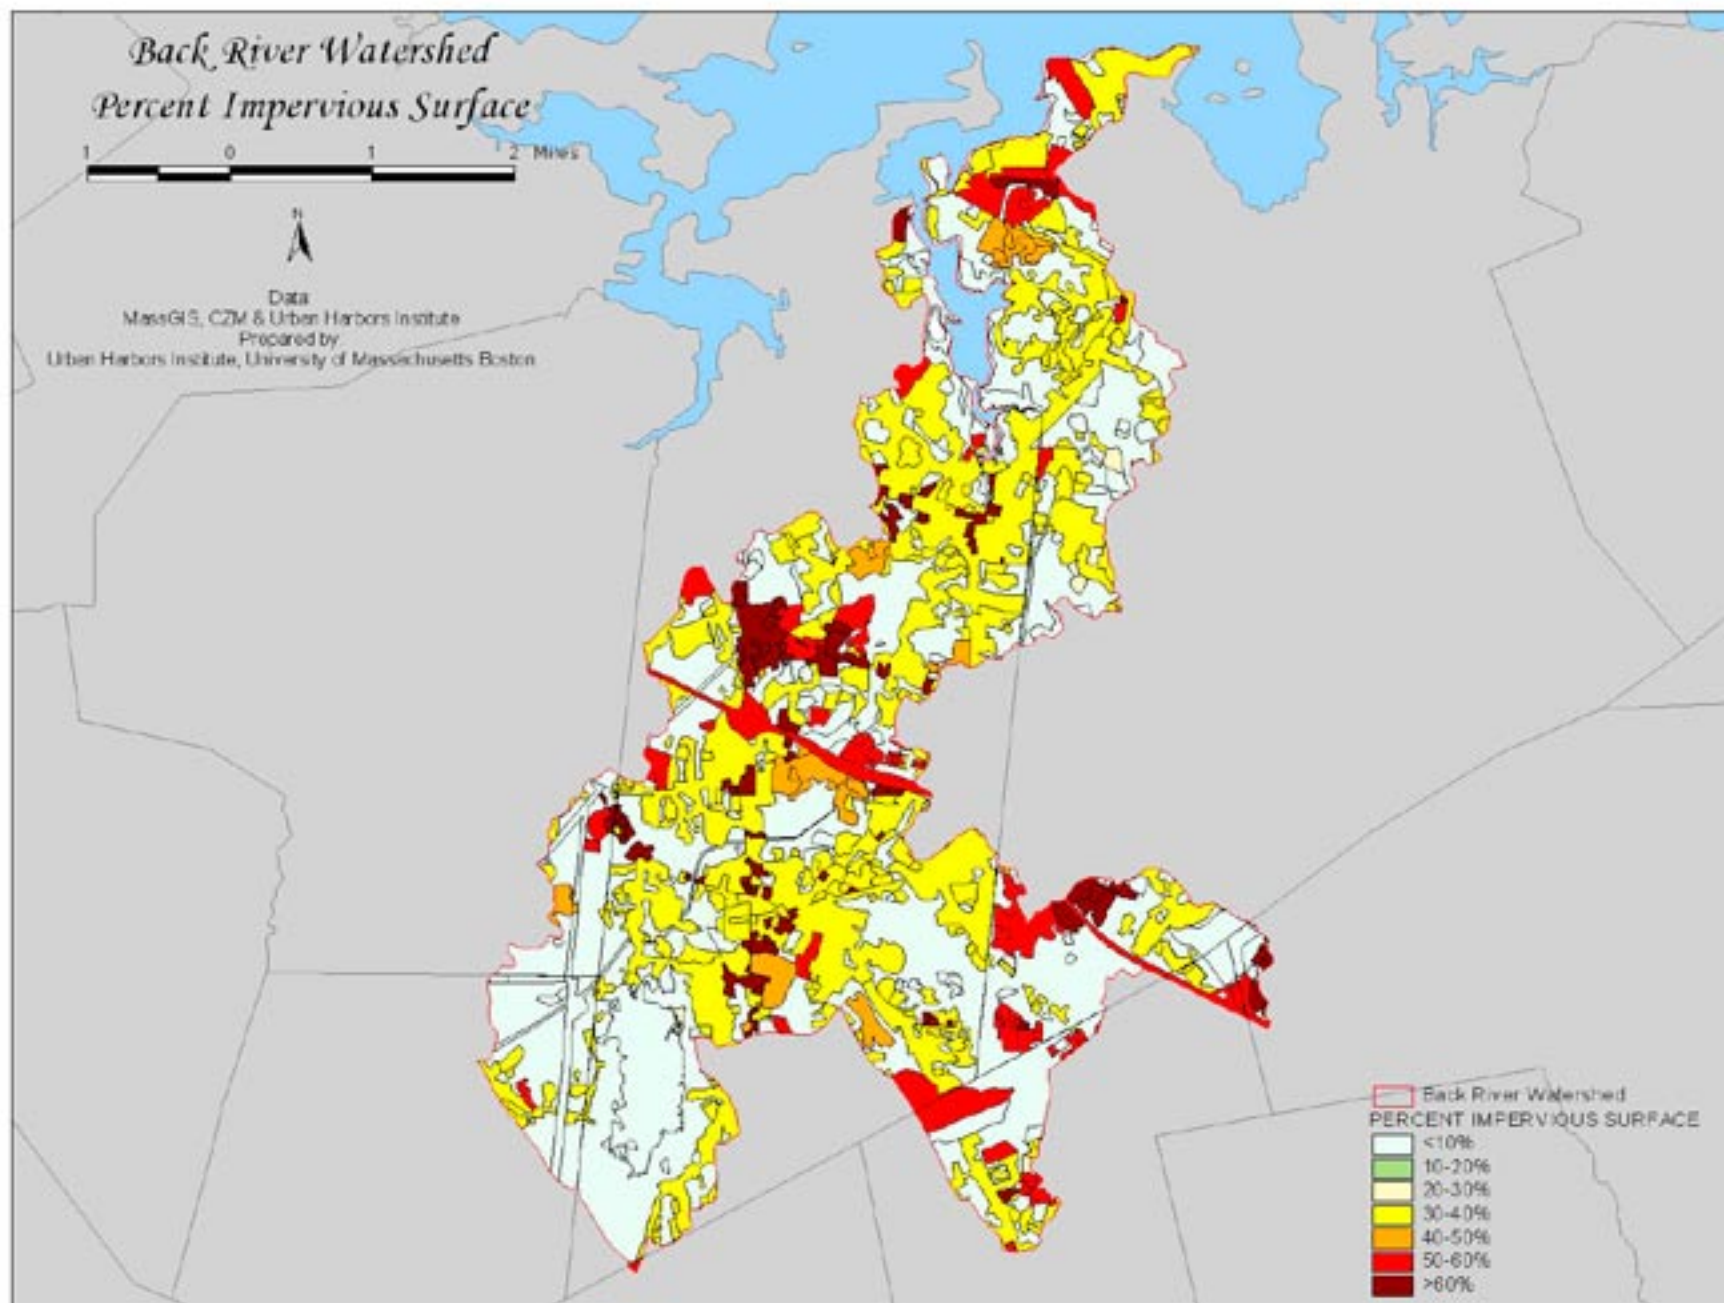 Back River Watershed
Percent Impervious Surface
1 0 1 2 Miles
N
Data
MassGIS, CZM & Urban Harbors Institute
Prepared by
Urban Harbors Institute, University of Massachusetts Boston
Back River Watershed
PERCENT IMPERVIOUS SURFACE
<10%
10-20%
20-30%
30-40%
40-50%
50-60%
>60%